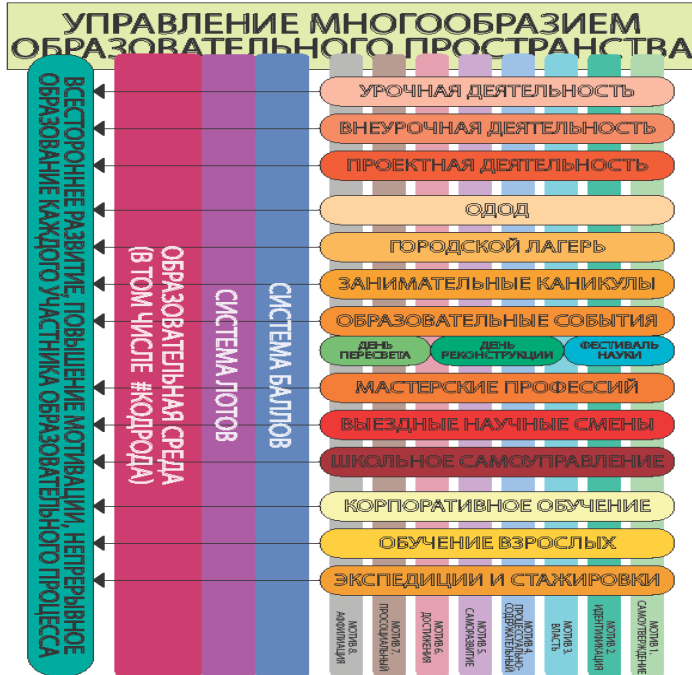 УПРАВЛЕНИЕ МНОГООБРАЗИЕМ
ОБРАЗОВАТЕЛЬНОГО ПРОСТРАНСТВА
ВСЕСТОРОННЕЕ РАЗВИТИЕ, ПОВЫШЕНИЕ МОТИВАЦИИ, НЕПРЕРЫВНОЕ
ОБРАЗОВАНИЕ КАЖДОГО УЧАСТНИКА ОБРАЗОВАТЕЛЬНОГО ПРОЦЕССА
ОБРАЗОВАТЕЛЬНАЯ СРЕДА
(В ТОМ ЧИСЛЕ #КОДРОДА)
СИСТЕМА ЛОТОВ
СИСТЕМА БАЛЛОВ
УРОЧНАЯ ДЕЯТЕЛЬНОСТЬ
ВНЕУРОЧНАЯ ДЕЯТЕЛЬНОСТЬ
ПРОЕКТНАЯ ДЕЯТЕЛЬНОСТЬ
ОДОД
ГОРОДСКОЙ ЛАГЕРЬ
ЗАНИМАТЕЛЬНЫЕ КАНИКУЛЫ
ОБРАЗОВАТЕЛЬНЫЕ СОБЫТИЯ
ДЕНЬ
ПЕРЕСВЕТА
ДЕНЬ
РЕКОНСТРУКЦИИ
ФЕСТИВАЛЬ
НАУКИ
МАСТЕРСКИЕ ПРОФЕССИЙ
ВЫЕЗДНЫЕ НАУЧНЫЕ СМЕНЫ
ШКОЛЬНОЕ САМОУПРАВЛЕНИЕ
КОРПОРАТИВНОЕ ОБУЧЕНИЕ
ОБУЧЕНИЕ ВЗРОСЛЫХ
ЭКСПЕДИЦИИ И СТАЖИРОВКИ
МОТИВ 8.
АФФИЛИАЦИЯ
МОТИВ 7.
ПРОСОЦИАЛЬНЫЙ
МОТИВ 6.
ДОСТИЖЕНИЯ
МОТИВ 5.
САМОРАЗВИТИЕ
МОТИВ 4.
ПРОЦЕССУАЛЬНО-
СОДЕРЖАТЕЛЬНЫЙ
МОТИВ 3.
ВЛАСТЬ
МОТИВ 2.
ИДЕНТИФИКАЦИЯ
МОТИВ 1.
САМОУТВЕРЖДЕНИЕ